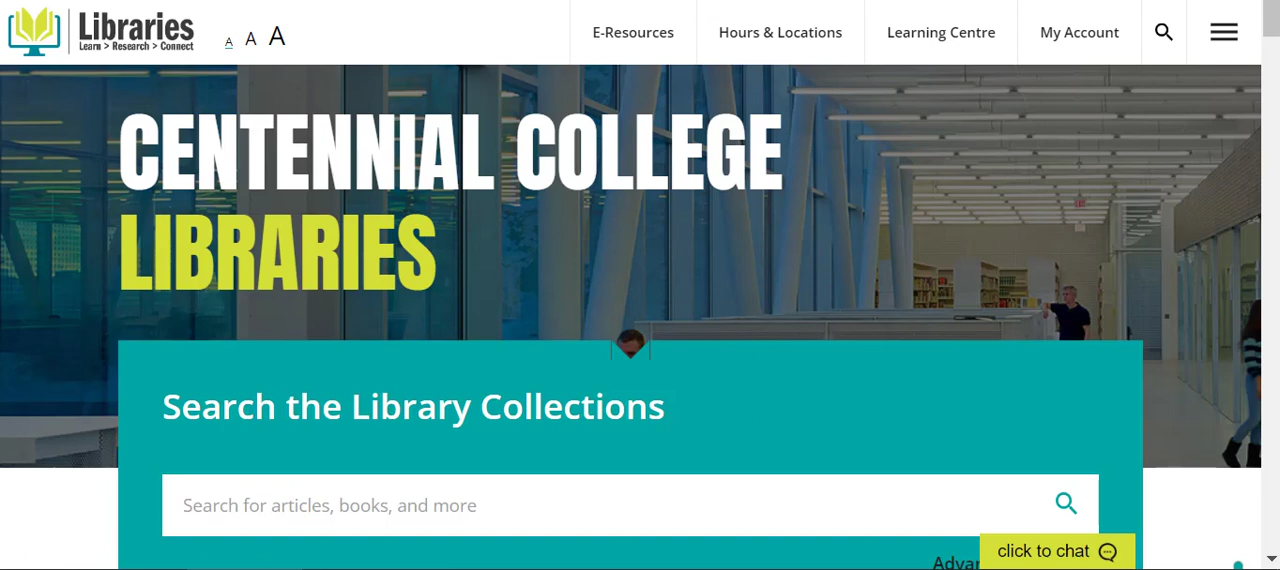 Libraries
Learn > Research > Connect
A A A
E-Resources
Hours & Locations
Learning Centre
My Account
CENTENNIAL COLLEGE
LIBRARIES
Search the Library Collections
Search for articles, books, and more
click to chat